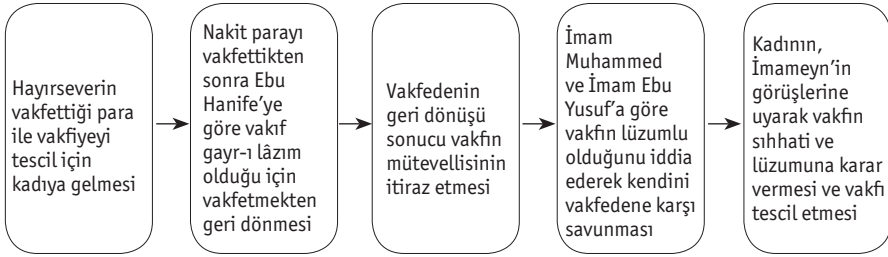 Hayırseverin
vakfettiği para
ile vakfiyeyi
tescil için
kadıya gelmesi
Nakit parayı
vakfettikten
sonra Ebu
Hanife’ye
göre vakıf
gayr-ı lâzım
olduğu için
vakfetmekten
geri dönmesi
Vakfedenin
geri dönüşü
sonucu vakfın
mütevellisinin
itiraz etmesi
İmam
Muhammed
ve İmam Ebu
Yusuf’a göre
vakfın lüzumlu
olduğunu iddia
ederek kendini
vakfedene karşı
savunması
Kadının,
İmameyn’in
görüşlerine
uyarak vakfın
sıhhati ve
lüzumuna karar
vermesi ve vakfı
tescil etmesi